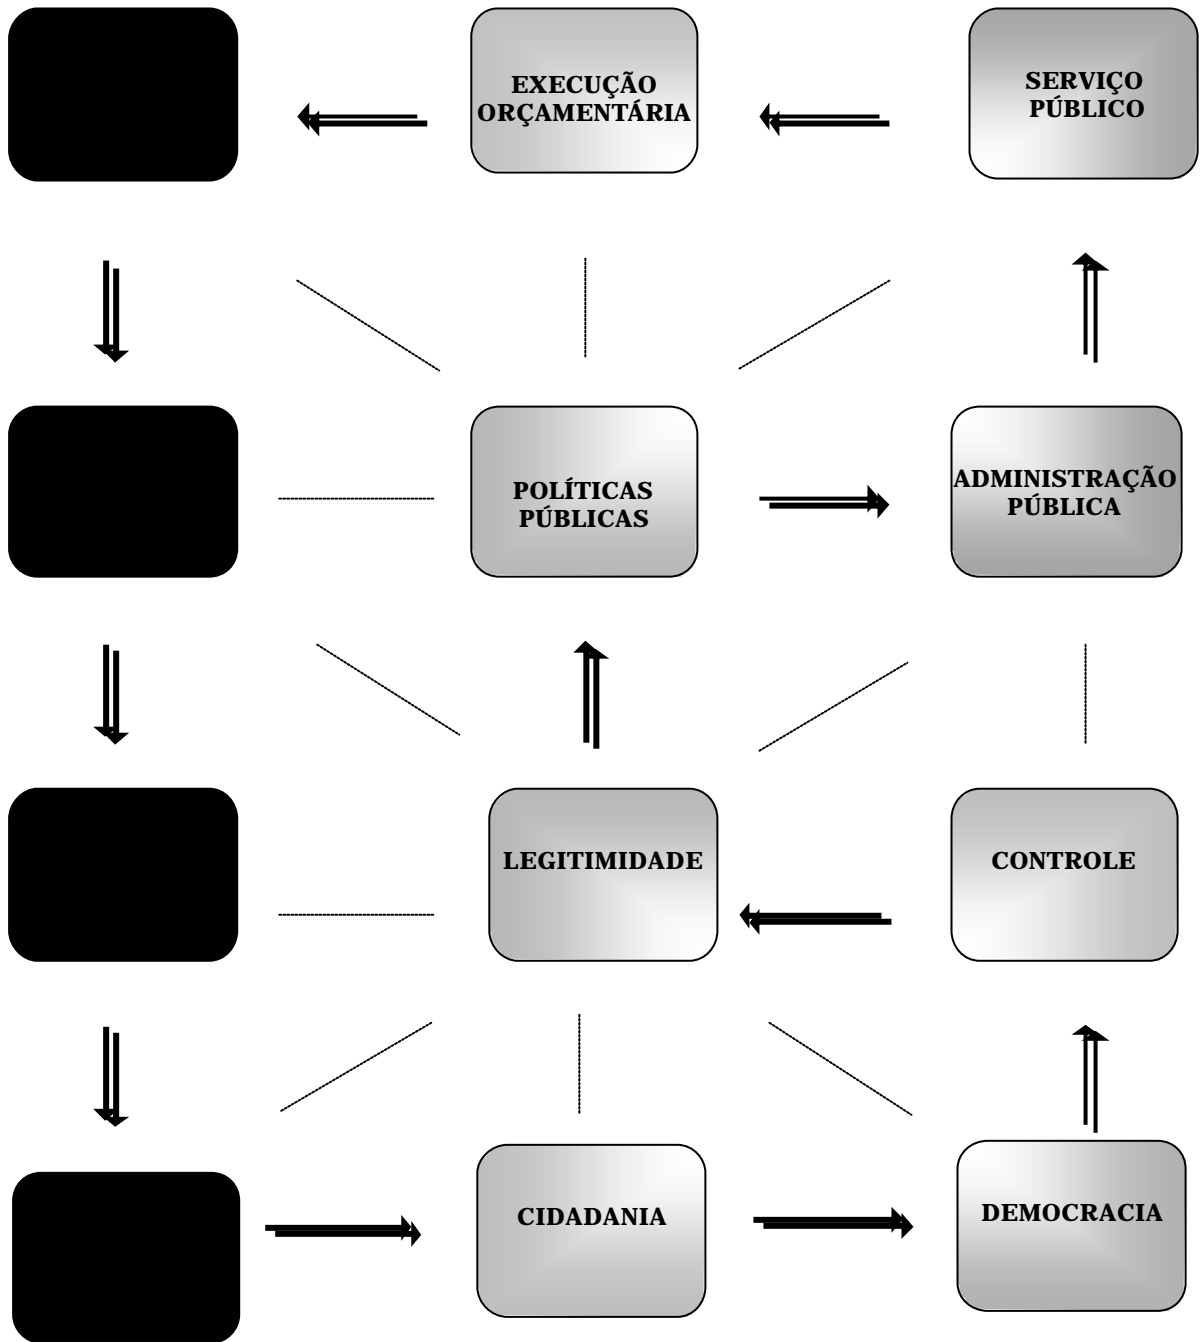 EXECUÇÃO
ORÇAMENTÁRIA
SERVIÇO
PÚBLICO
POLÍTICAS
PÚBLICAS
ADMINISTRAÇÃO
PÚBLICA
LEGITIMIDADE
CONTROLE
CIDADANIA
DEMOCRACIA